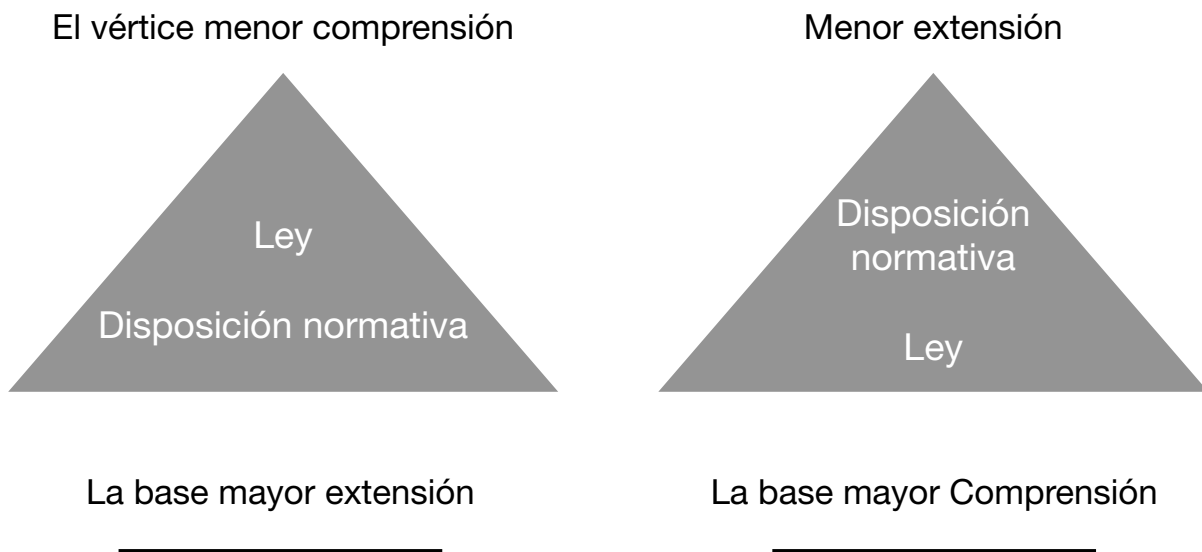 El vértice menor comprensión
Ley
Disposición normativa
La base mayor extensión
Menor extensión
Disposición
normativa
Ley
La base mayor Comprensión